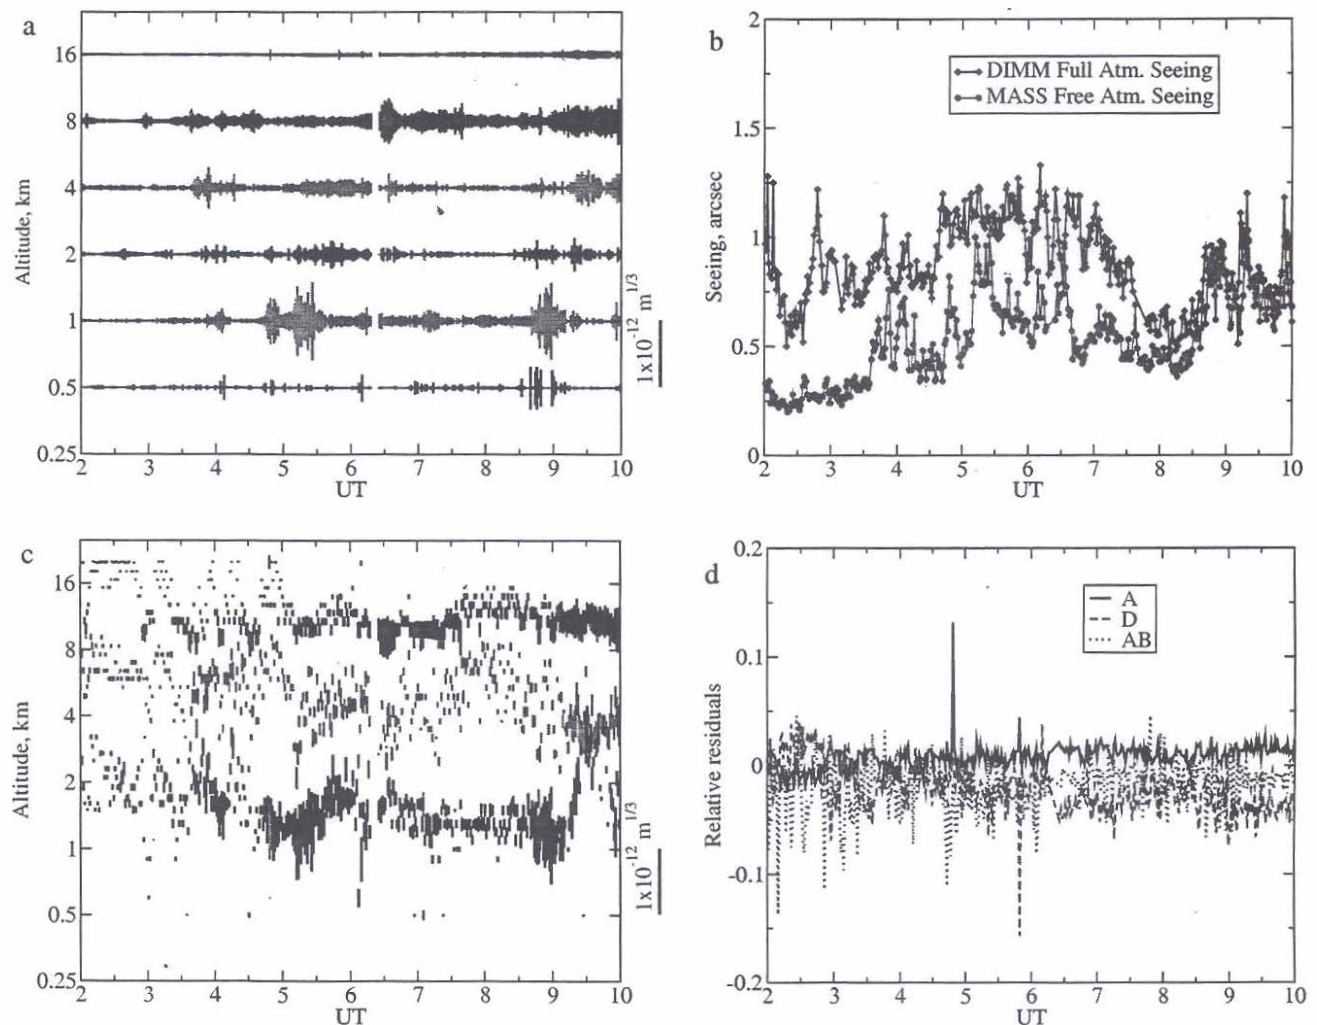 a
16
8
4
2
1
0.5
0.25
Altitude, km
2 3 4 5 6 7 8 9 10
UT
1x10^-12 m^1/3
b
2
1.5
1
0.5
0
Seeing, arcsec
DIMM Full Atm. Seeing
MASS Free Atm. Seeing
2 3 4 5 6 7 8 9 10
UT
c
16
8
4
2
1
0.5
0.25
Altitude, km
2 3 4 5 6 7 8 9 10
UT
1x10^-12 m^1/3
d
0.2
0.1
0
-0.1
-0.2
Relative residuals
A
D
AB
2 3 4 5 6 7 8 9 10
UT